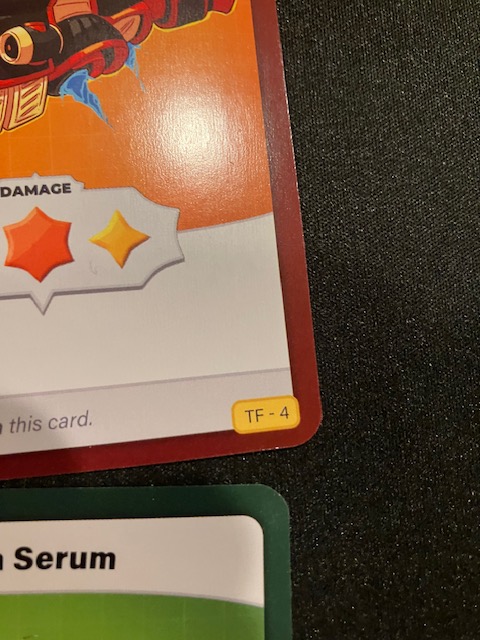 DAMAGE
this card.
TF - 4
Serum